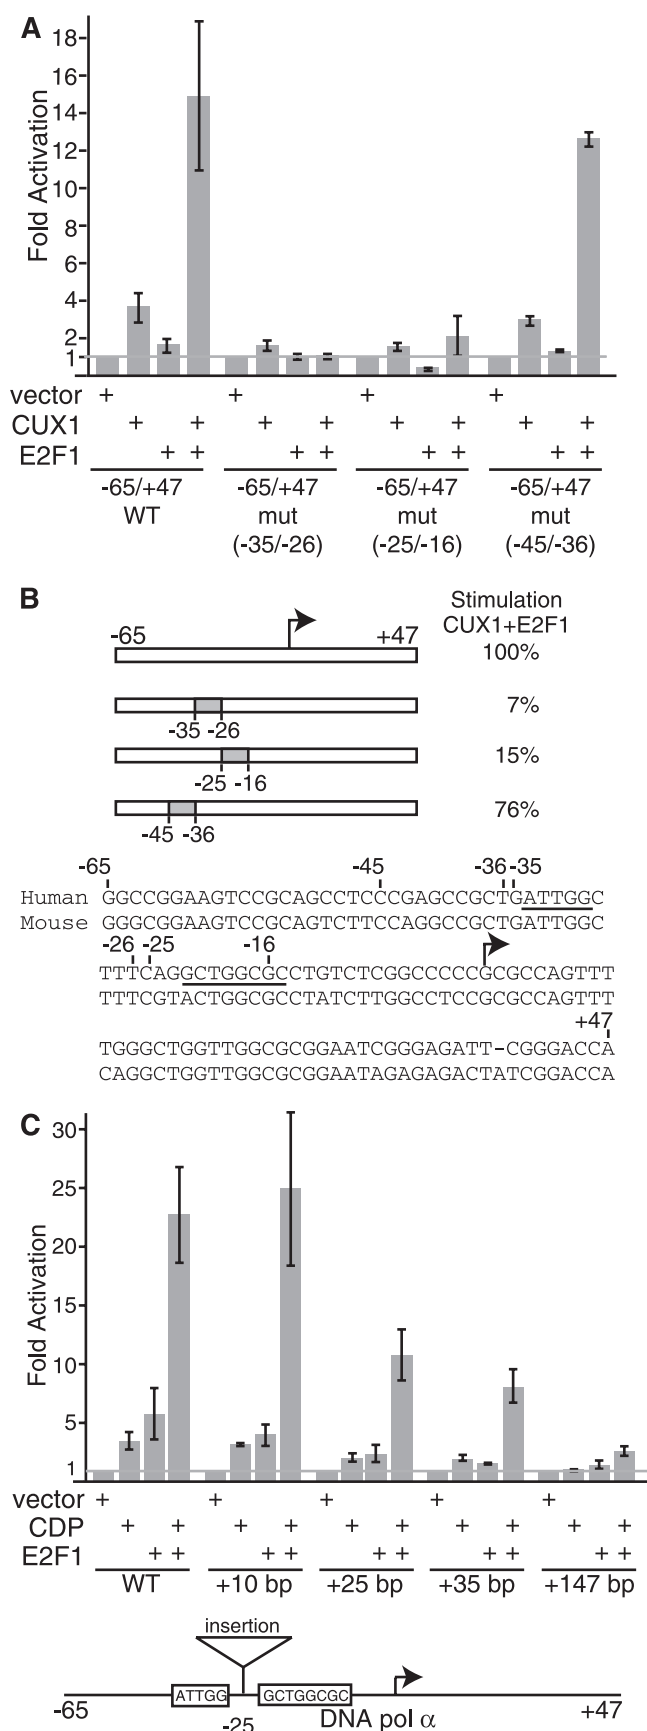 A
Fold Activation
18
16
14
12
10
8
6
4
2
1
vector + + + +
CUX1 + + + + + + + +
E2F1 + + + + + + + +
-65/+47 -65/+47 -65/+47 -65/+47
WT mut mut mut
(-35/-26) (-25/-16) (-45/-36)
B
Stimulation
CUX1+E2F1
-65 +47
100%
7%
-35 -26
15%
-25 -16
76%
-45 -36
-65 -45 -36 -35
Human GGCCGGAAGTCCGCAGCCTCCCGAGCCGCTGATTGGC
Mouse GGGCGGAAGTCCGCAGTCTTCCAGGCCGCTGATTGGC
-26 -25 -16
TTTCAGGCTGGCGCCTGTCTCGGCCCCCGCGCCAGTTT
TTTCGTACTGGCGCCTATCTTGGCCTCCGCGCCAGTTT
+47
TGGGCTGGTTGGCGCGGAATCGGGAGATT-CGGGACCA
CAGGCTGGTTGGCGCGGAATAGAGAGACTATCGGACCA
C
Fold Activation
30
25
20
15
10
5
1
vector + + + + +
CDP + + + + + + + + + +
E2F1 + + + + + + + + + +
WT +10 bp +25 bp +35 bp +147 bp
insertion
ATTGG GCTGGCGC
-65 -25 DNA pol α +47